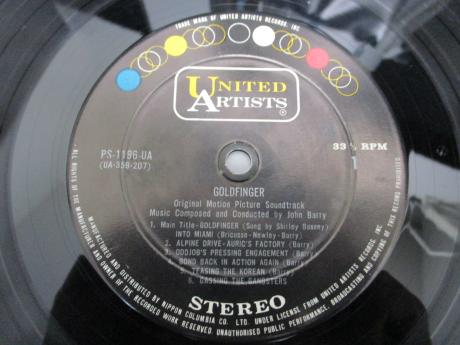 TRADE MARK OF UNITED ARTISTS RECORDS, INC.
UNITED
ARTISTS
®
PS-1196-UA
(UA-359-207)
33⅓ RPM
1
GOLDFINGER
Original Motion Picture Soundtrack
Music Composed and Conducted by John Barry
1. Main Title-GOLDFINGER (Song by Shirley Bassey)
INTO MIAMI (Bricusse-Newley-Barry)
2. ALPINE DRIVE-AURIC'S FACTORY (Barry)
3. ODDJOB'S PRESSING ENGAGEMENT (Barry)
4. BOND BACK IN ACTION AGAIN (Barry)
5. TEASING THE KOREAN (Barry)
6. GASSING THE GANGSTERS
STEREO
ALL RIGHTS OF THE MANUFACTURER AND OF THE OWNER OF THE RECORDED WORK RESERVED. UNAUTHORISED PUBLIC PERFORMANCE, BROADCASTING AND COPYING OF THIS RECORD PROHIBITED.
MANUFACTURED AND DISTRIBUTED BY NIPPON COLUMBIA CO. LTD. UNDER LICENSE FROM UNITED ARTISTS RECORDS, INC.